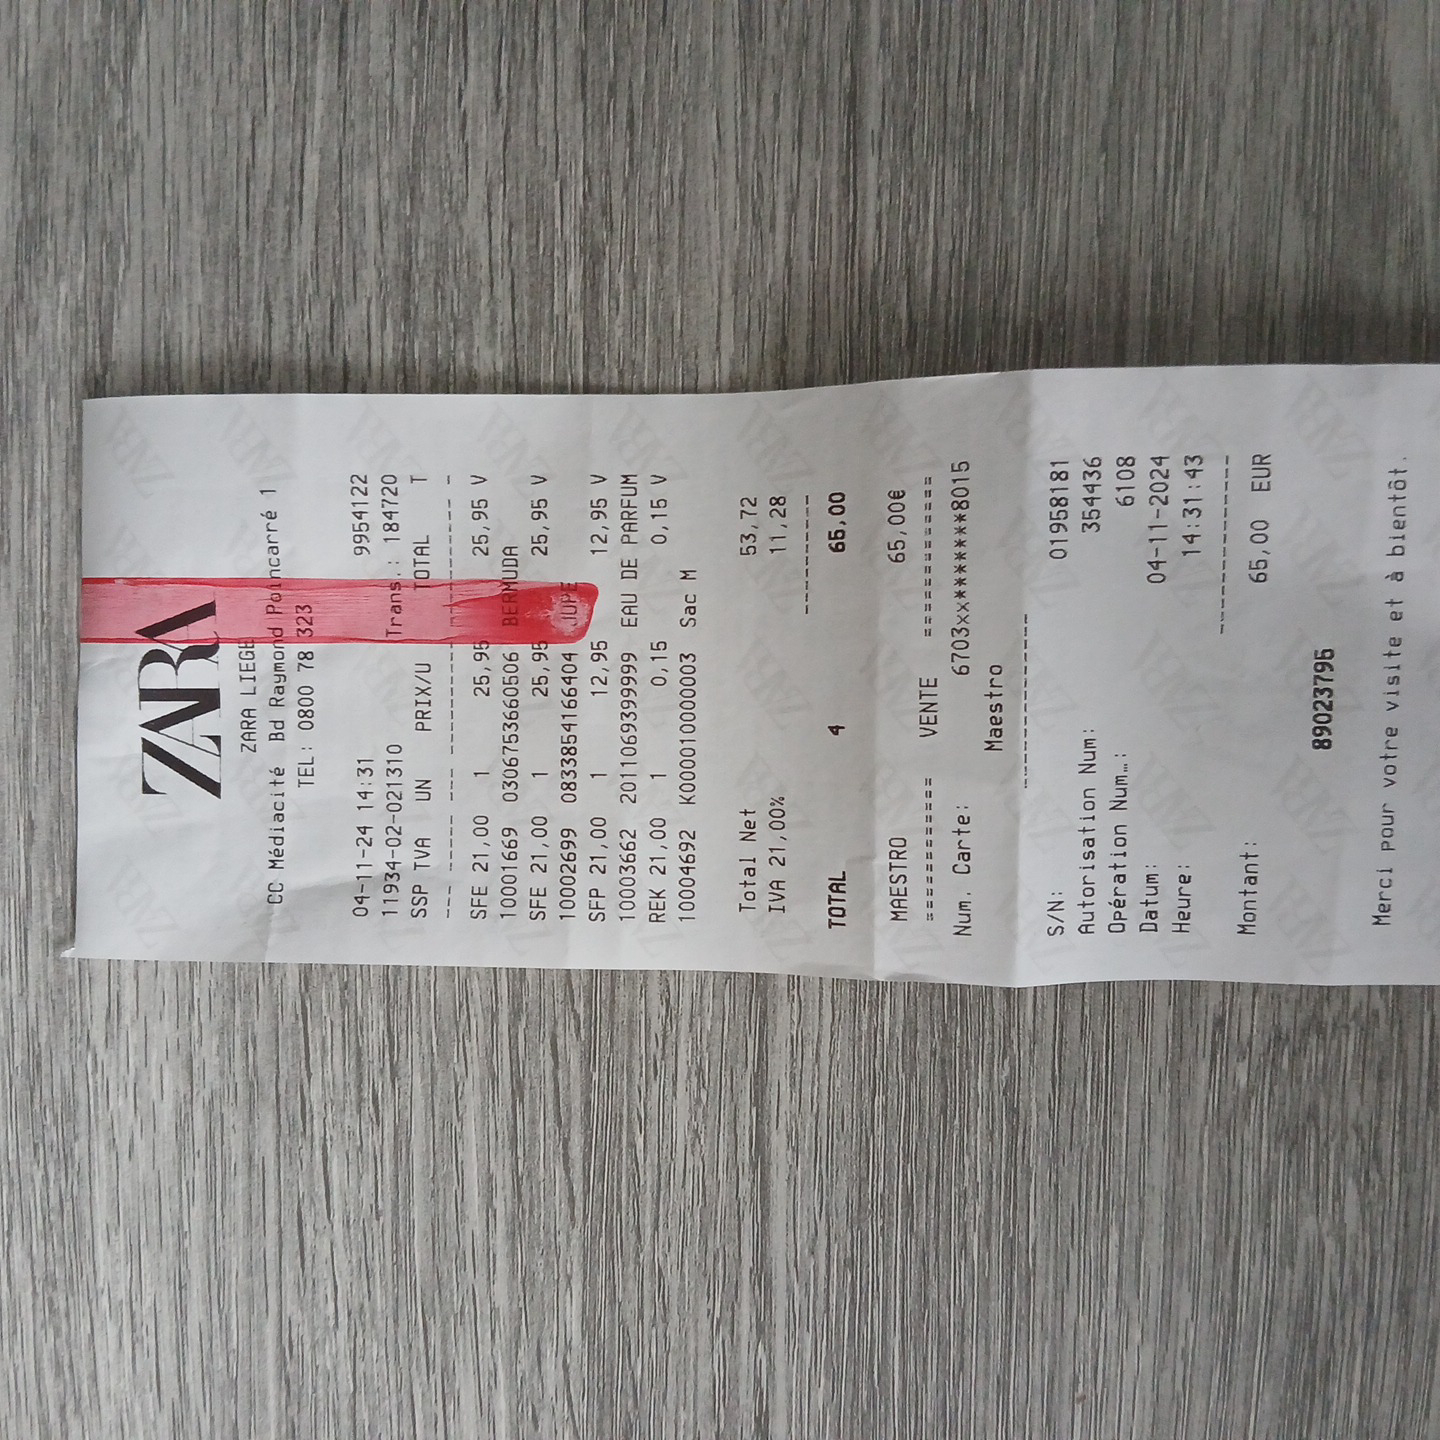 ZARA
ZARA LIEGE
CC Médiacité Bd Raymond Poincarré 1
TEL: 0800 78 323
04-11-24 14:31 9954122
11934-02-021310 Trans.: 184720
SSP TVA UN PRIX/U TOTAL T
--- ----- --- ---------- ---------- -
SFE 21,00 1 25,95 25,95 V
10001669 0306753660506 BERMUDA
SFE 21,00 1 25,95 25,95 V
10002699 0833854166404 JUPE
SFP 21,00 1 12,95 12,95 V
10003662 20110693999999 EAU DE PARFUM
REK 21,00 1 0,15 0,15 V
10004692 K0000100000003 Sac M
Total Net 53,72
IVA 21,00% 11,28
----------
TOTAL 4 65,00
MAESTRO 65,00€
=========== VENTE ============
Num. Carte: 6703xx********8015
Maestro
---------------
S/N: 01958181
Autorisation Num: 354436
Opération Num…: 6108
Datum: 04-11-2024
Heure: 14:31:43
---------------
Montant: 65,00 EUR
89023795
Merci pour votre visite et à bientôt.